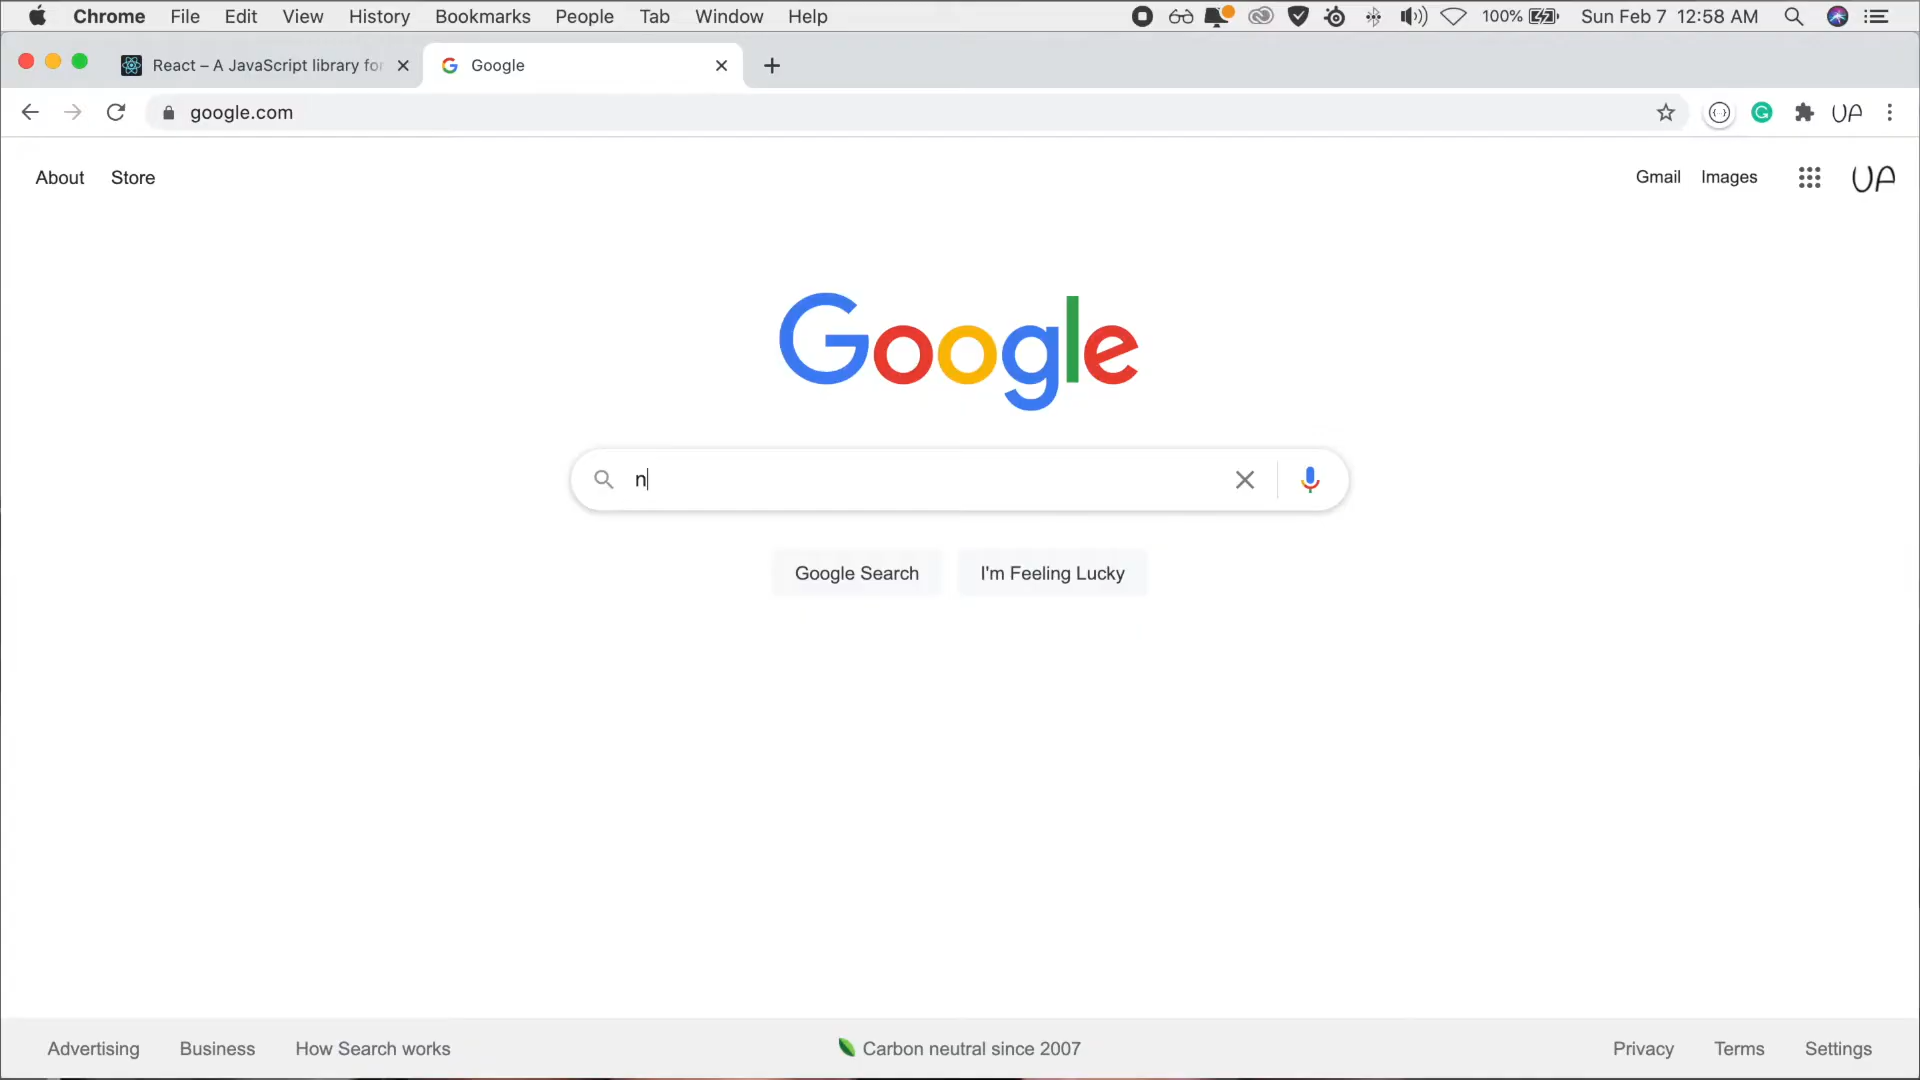 Chrome File Edit View History Bookmarks People Tab Window Help 100% Sun Feb 7 12:58 AM
React – A JavaScript library for Google
google.com
About Store Gmail Images UA
Google
n
Google Search I'm Feeling Lucky
Advertising Business How Search works Carbon neutral since 2007 Privacy Terms Settings